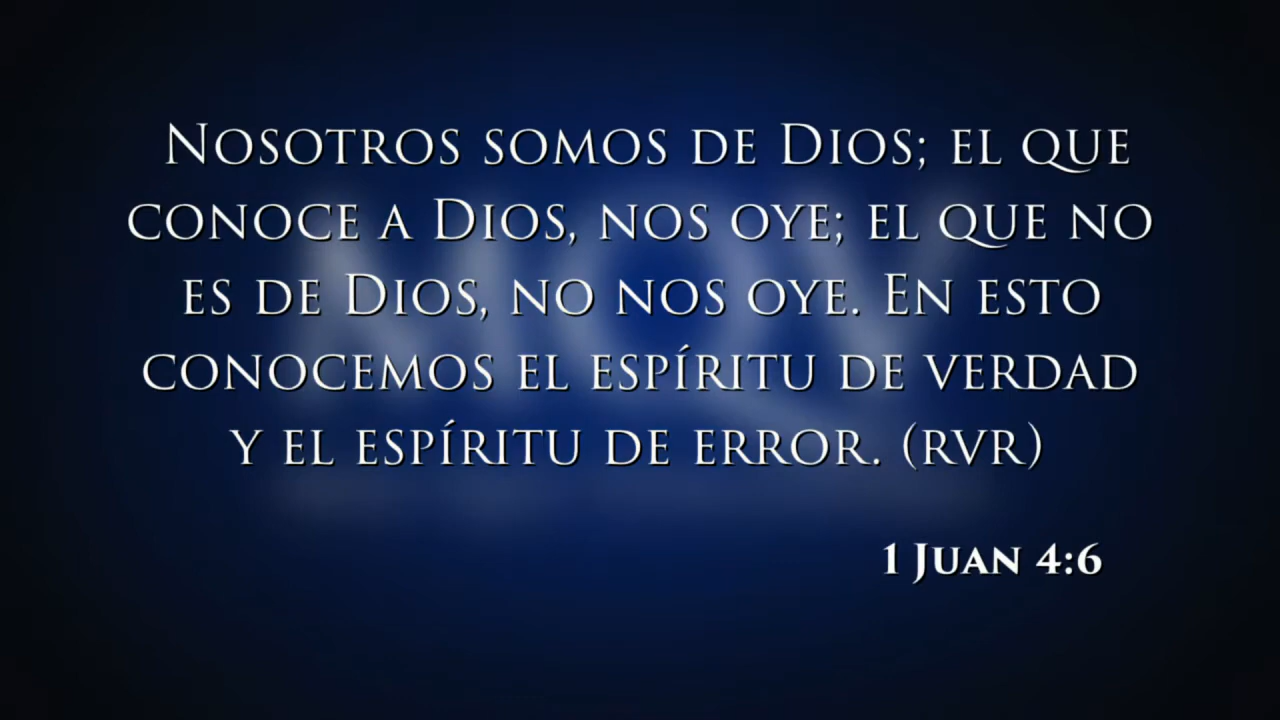 Nosotros somos de Dios; el que
conoce a Dios, nos oye; el que no
es de Dios, no nos oye. En esto
conocemos el espíritu de verdad
y el espíritu de error. (rvr)
1 Juan 4:6